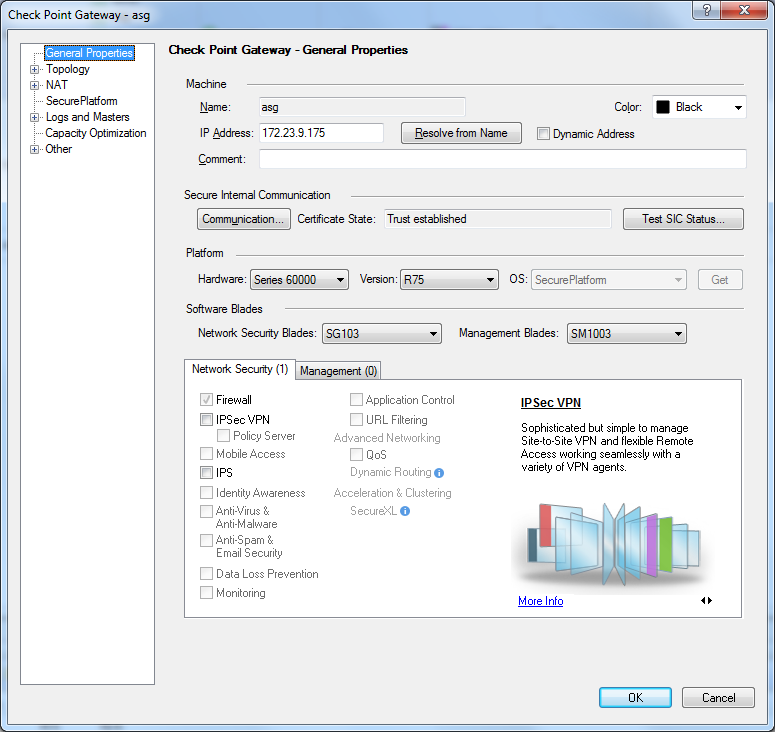 Check Point Gateway - asg
General Properties
Topology
NAT
SecurePlatform
Logs and Masters
Capacity Optimization
Other
Check Point Gateway - General Properties
Machine
Name: asg Color: Black
IP Address: 172.23.9.175 Resolve from Name Dynamic Address
Comment:
Secure Internal Communication
Communication... Certificate State: Trust established Test SIC Status...
Platform
Hardware: Series 60000 Version: R75 OS: SecurePlatform Get
Software Blades
Network Security Blades: SG103 Management Blades: SM1003
Network Security (1) Management (0)
Firewall
IPSec VPN
Policy Server
Mobile Access
IPS
Identity Awareness
Anti-Virus &
Anti-Malware
Anti-Spam &
Email Security
Data Loss Prevention
Monitoring
Application Control
URL Filtering
Advanced Networking
QoS
Dynamic Routing
Acceleration & Clustering
SecureXL
IPSec VPN
Sophisticated but simple to manage
Site-to-Site VPN and flexible Remote
Access working seamlessly with a
variety of VPN agents.
More Info
OK Cancel